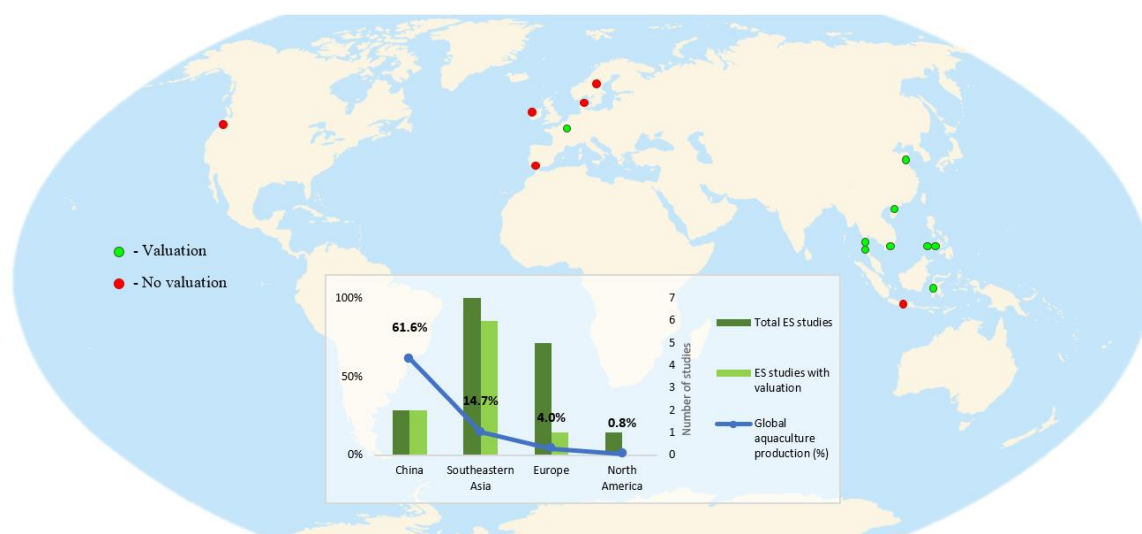 - Valuation
- No valuation
100%
50%
0%
61.6%
14.7%
4.0%
0.8%
China
Southeastern
Asia
Europe
North
America
7
6
5
4
3
2
1
0
Number of studies
Total ES studies
ES studies with
valuation
Global
aquaculture
production (%)